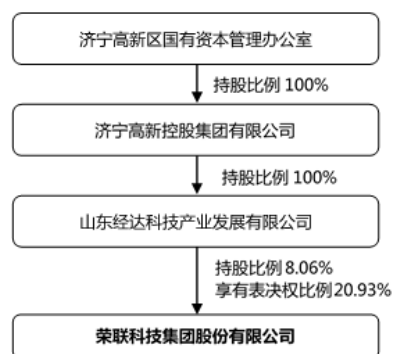 济宁高新区国有资本管理办公室
持股比例 100%
济宁高新控股集团有限公司
持股比例 100%
山东经达科技产业发展有限公司
持股比例 8.06%
享有表决权比例 20.93%
荣联科技集团股份有限公司